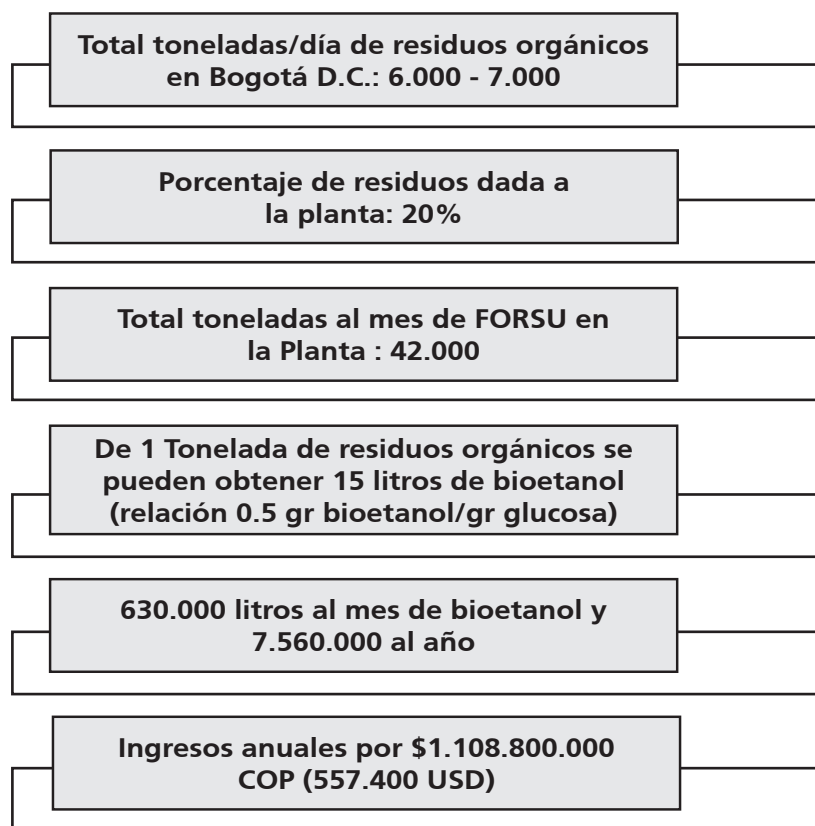 Total toneladas/día de residuos orgánicos
en Bogotá D.C.: 6.000 - 7.000
Porcentaje de residuos dada a
la planta: 20%
Total toneladas al mes de FORSU en
la Planta : 42.000
De 1 Tonelada de residuos orgánicos se
pueden obtener 15 litros de bioetanol
(relación 0.5 gr bioetanol/gr glucosa)
630.000 litros al mes de bioetanol y
7.560.000 al año
Ingresos anuales por $1.108.800.000
COP (557.400 USD)